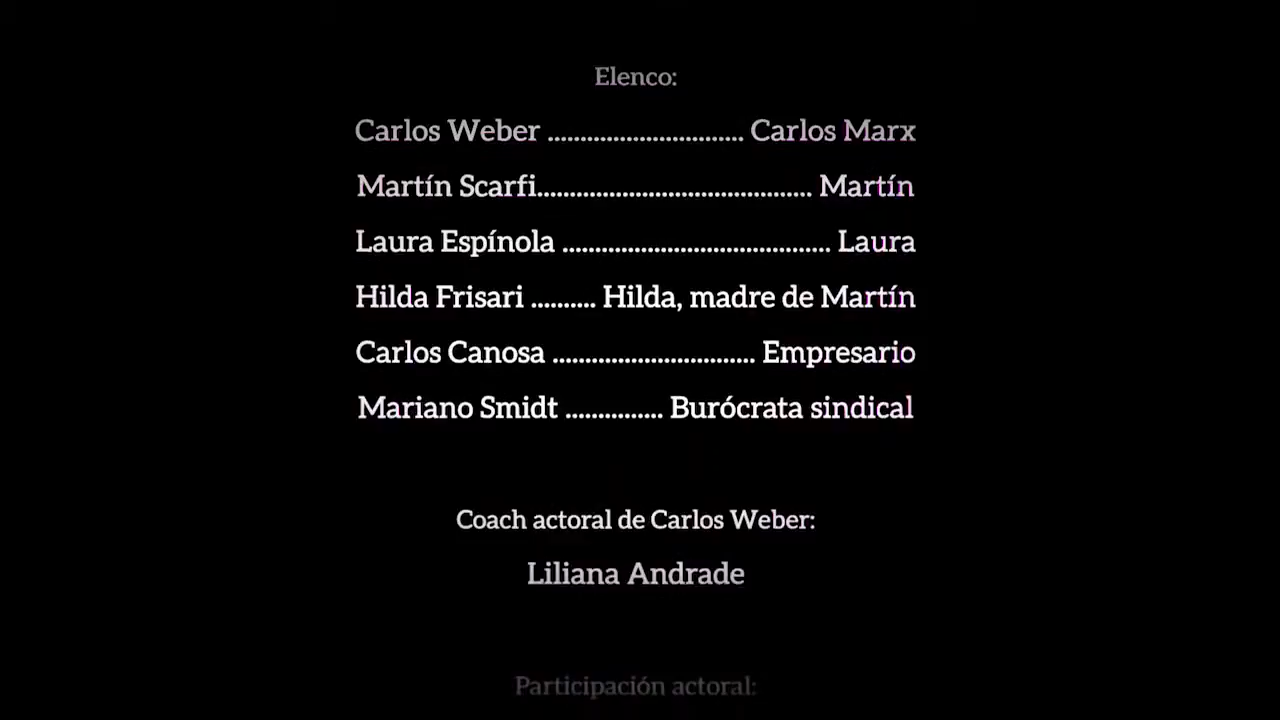 Elenco:
Carlos Weber .............................. Carlos Marx
Martín Scarfi.......................................... Martín
Laura Espínola ......................................... Laura
Hilda Frisari .......... Hilda, madre de Martín
Carlos Canosa ............................... Empresario
Mariano Smidt ............... Burócrata sindical
Coach actoral de Carlos Weber:
Liliana Andrade
Participación actoral: